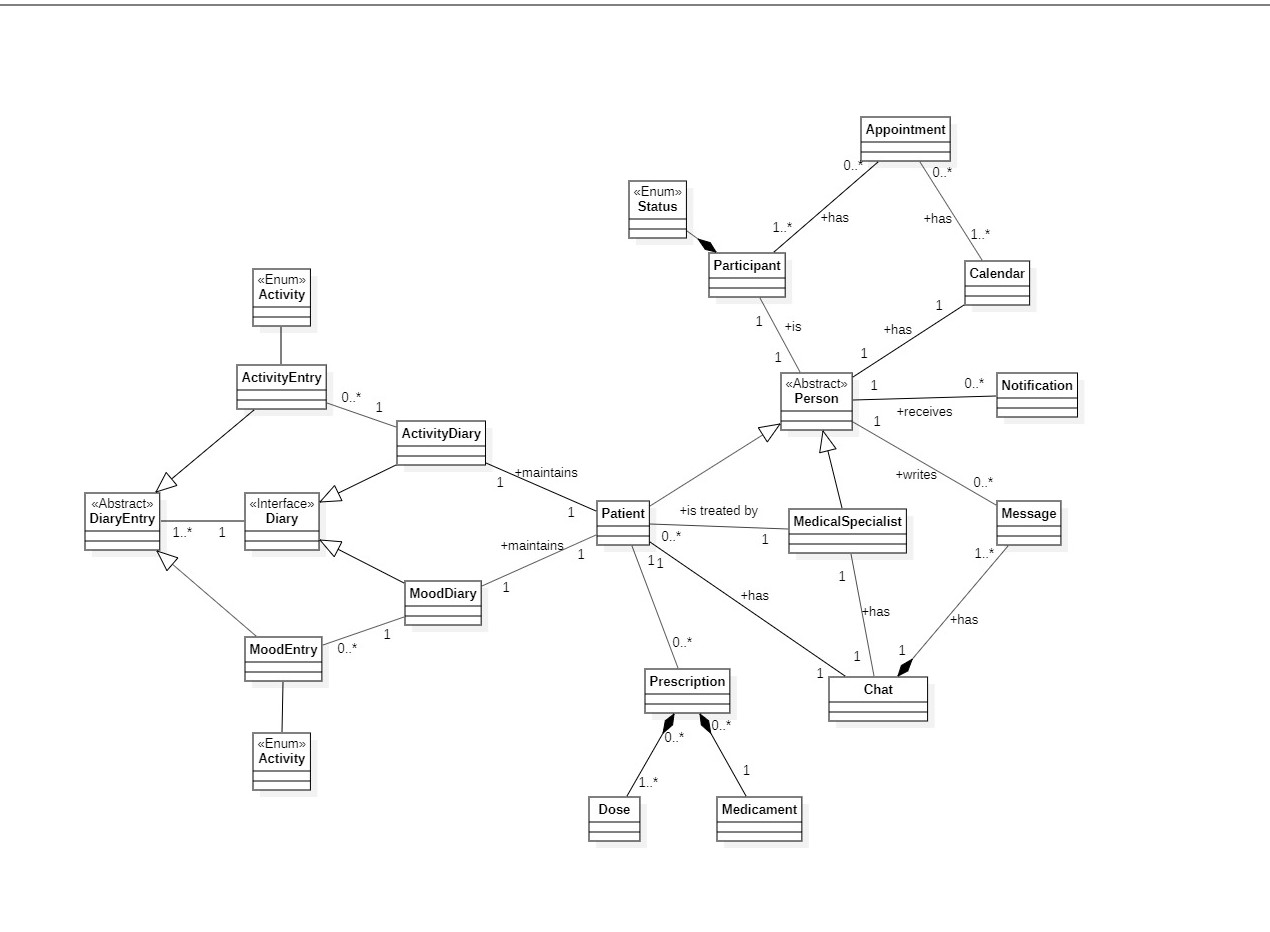 Appointment
0..*
0..*
«Enum»
Status
+has
+has
1..*
1..*
Participant
Calendar
«Enum»
Activity
1
1
+is
+has
1
1
ActivityEntry
«Abstract»
Person
1
0..*
Notification
0..*
1
+receives
1
ActivityDiary
+maintains
1
+writes
0..*
«Abstract»
DiaryEntry
1..*
1
«Interface»
Diary
1
Patient
+is treated by
0..*
1
MedicalSpecialist
Message
+maintains
1
1
1
1
1
1..*
MoodDiary
+has
+has
+has
1
0..*
MoodEntry
0..*
1
1
1
Prescription
Chat
0..*
0..*
«Enum»
Activity
1..*
1
Dose
Medicament